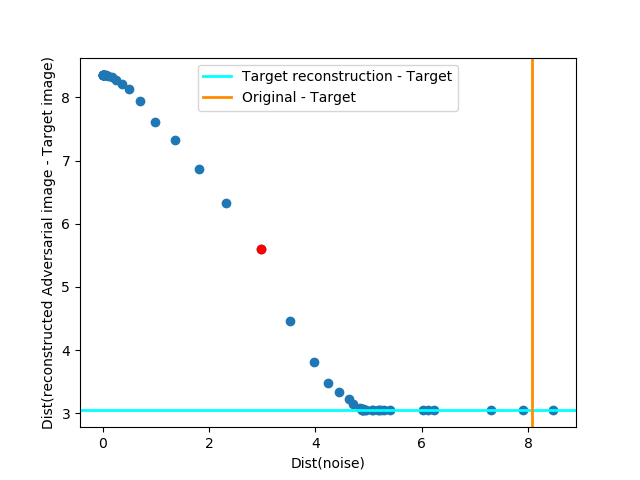 Target reconstruction - Target
Original - Target
Dist(reconstructed Adversarial image - Target image)
8
7
6
5
4
3
0
2
4
6
8
Dist(noise)